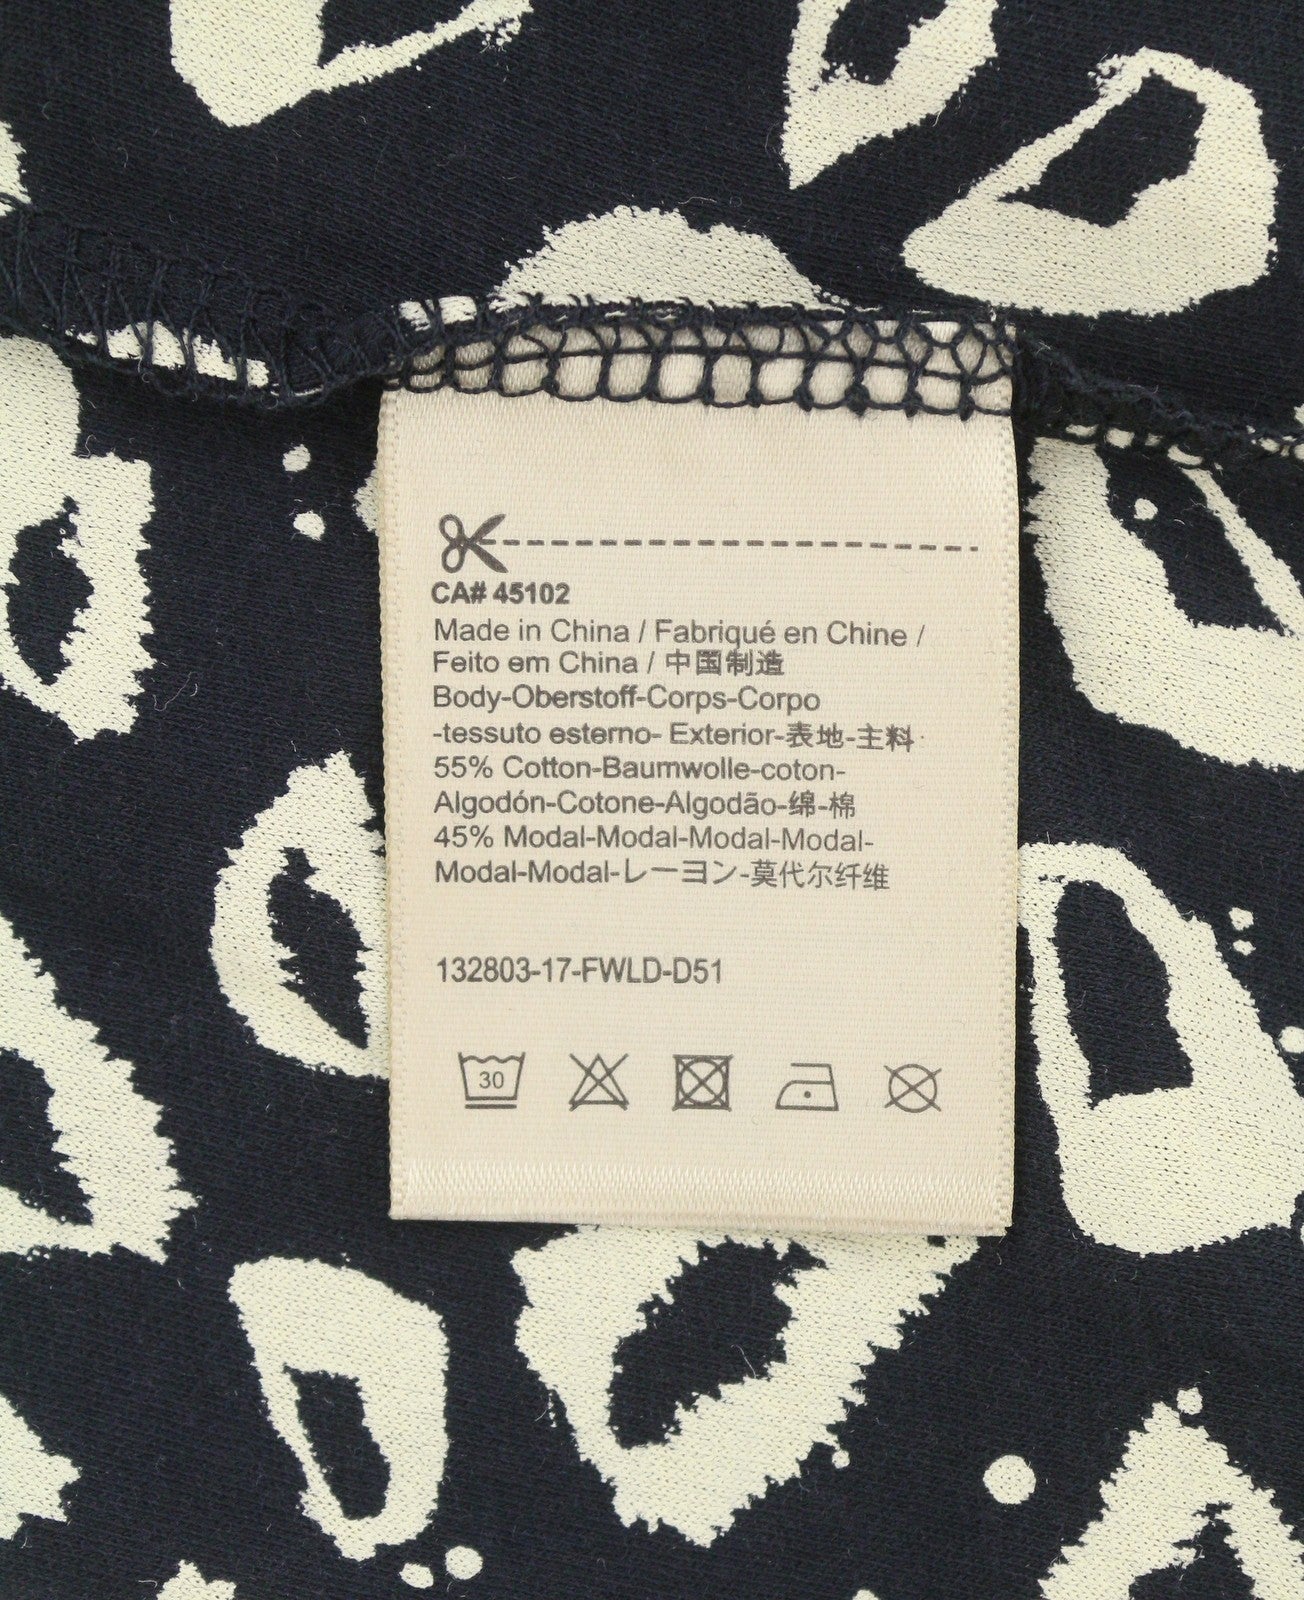 CA# 45102
Made in China / Fabriqué en Chine /
Feito em China / 中国制造
Body-Oberstoff-Corps-Corpo
-tessuto esterno- Exterior-表地-主料
55% Cotton-Baumwolle-coton-
Algodón-Cotone-Algodão-绵-棉
45% Modal-Modal-Modal-Modal-
Modal-Modal-レーヨン-莫代尔纤维
132803-17-FWLD-D51
30